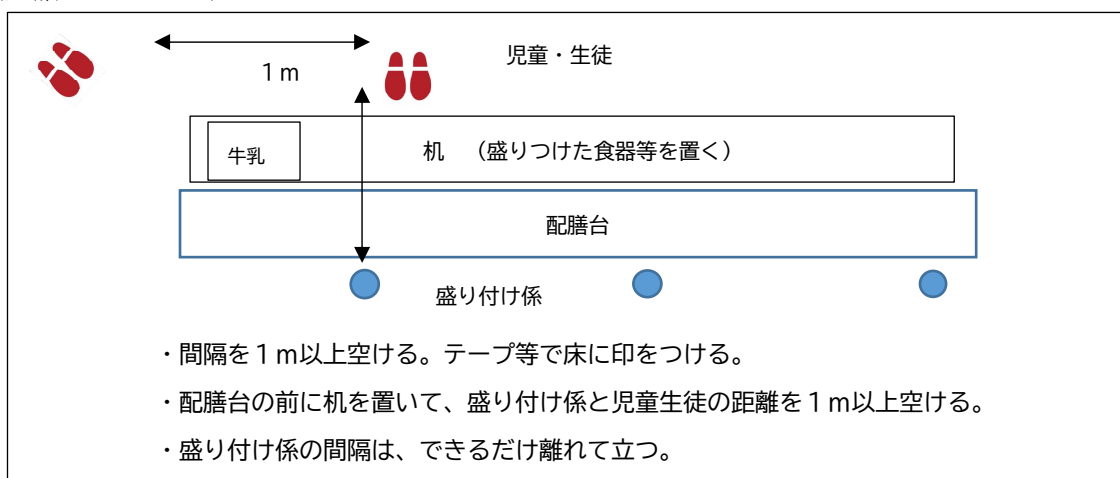 児童・生徒
1 m
牛乳
机 （盛りつけた食器等を置く）
配膳台
盛り付け係
・間隔を1m以上空ける。テープ等で床に印をつける。
・配膳台の前に机を置いて、盛り付け係と児童生徒の距離を1m以上空ける。
・盛り付け係の間隔は、できるだけ離れて立つ。